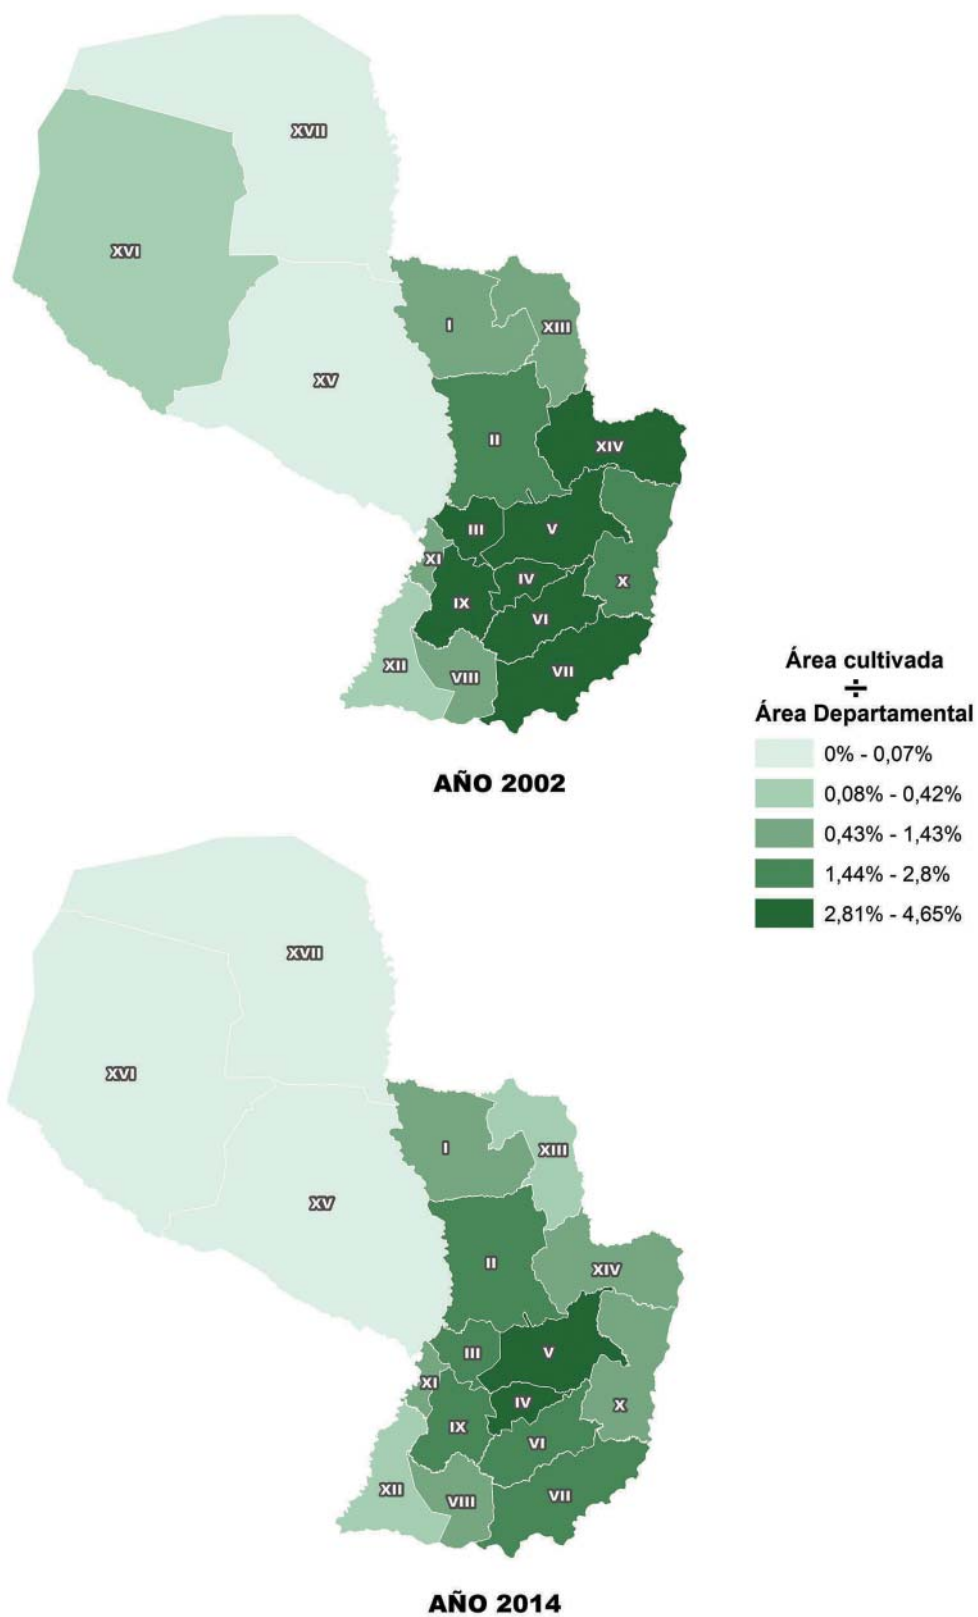 XVII
XVI
I
XIII
XV
II
XIV
III
V
XI
IV
X
IX
VI
XII
VIII
VII
AÑO 2002
Área cultivada
÷
Área Departamental
0% - 0,07%
0,08% - 0,42%
0,43% - 1,43%
1,44% - 2,8%
2,81% - 4,65%
XVII
XVI
I
XIII
XV
II
XIV
III
V
XI
IV
X
IX
VI
XII
VIII
VII
AÑO 2014